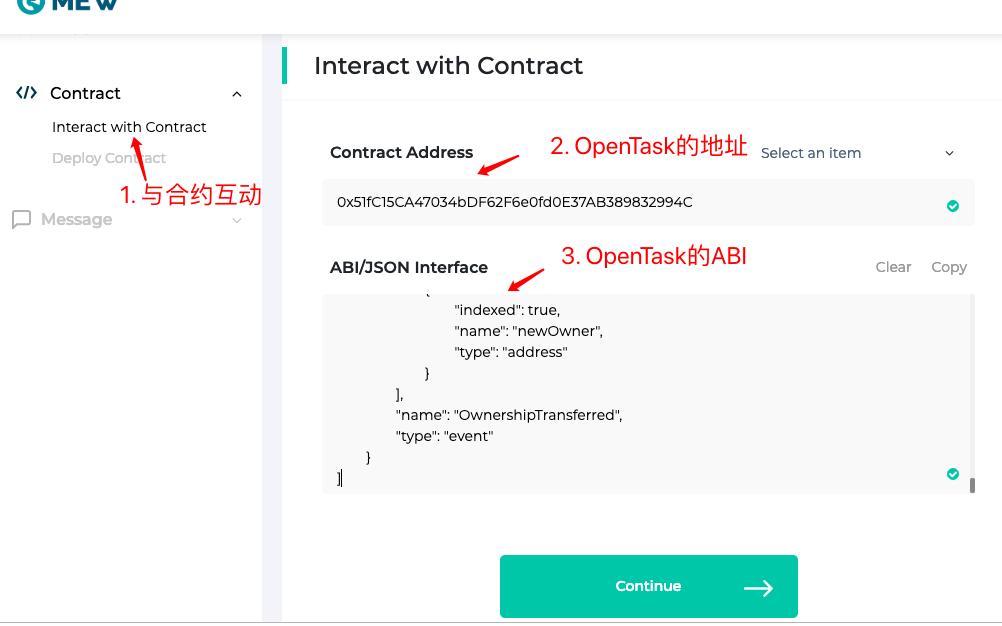 MEW
Interact with Contract
Contract
Interact with Contract
Deploy Contract
1. 与合约互动
Message
Contract Address
2. OpenTask的地址
Select an item
0x51fC15CA47034bDF62F6e0fd0E37AB389832994C
ABI/JSON Interface
3. OpenTask的ABI
Clear
Copy
{
"indexed": true,
"name": "newOwner",
"type": "address"
}
],
"name": "OwnershipTransferred",
"type": "event"
}
]
Continue